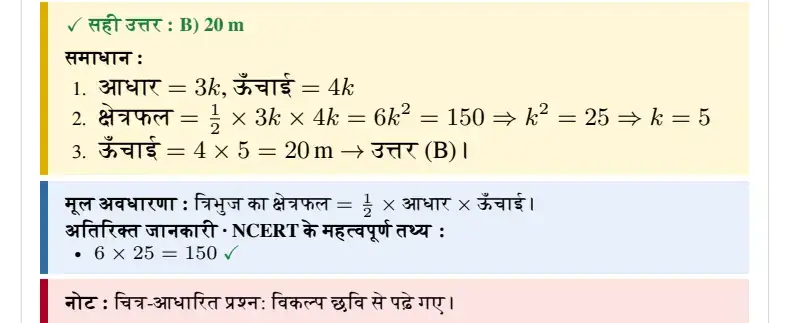 ✓ सही उत्तर : B) 20 m
समाधान :
1. आधार = 3k, ऊँचाई = 4k
2. क्षेत्रफल = 1/2 × 3k × 4k = 6k² = 150 ⇒ k² = 25 ⇒ k = 5
3. ऊँचाई = 4 × 5 = 20 m → उत्तर (B)।
मूल अवधारणा : त्रिभुज का क्षेत्रफल = 1/2 × आधार × ऊँचाई।
अतिरिक्त जानकारी · NCERT के महत्वपूर्ण तथ्य :
• 6 × 25 = 150 ✓
नोट : चित्र-आधारित प्रश्न: विकल्प छवि से पढ़े गए।